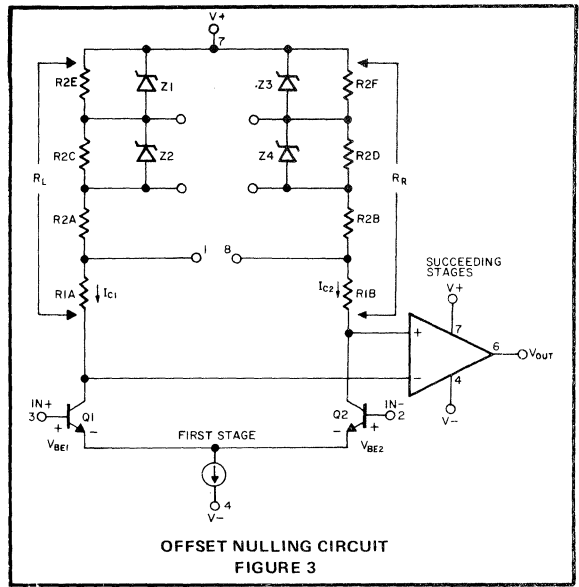 V+
7
R2E
Z1
Z3
R2F
R2C
Z2
Z4
R2D
RL
RR
R2A
R2B
1
8
R1A
IC1
IC2
R1B
SUCCEEDING
STAGES
V+
7
+
6
VOUT
-
4
V-
IN+
3
Q1
+
-
VBE1
FIRST STAGE
Q2
IN-
2
-
+
VBE2
4
V-
OFFSET NULLING CIRCUIT
FIGURE 3